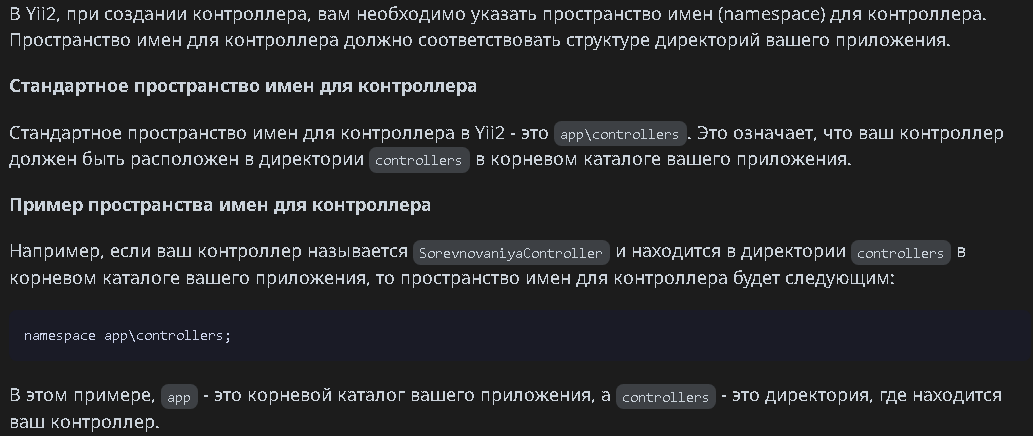 В Yii2, при создании контроллера, вам необходимо указать пространство имен (namespace) для контроллера.
Пространство имен для контроллера должно соответствовать структуре директорий вашего приложения.
Стандартное пространство имен для контроллера
Стандартное пространство имен для контроллера в Yii2 - это app\controllers. Это означает, что ваш контроллер
должен быть расположен в директории controllers в корневом каталоге вашего приложения.
Пример пространства имен для контроллера
Например, если ваш контроллер называется SorevnovaniyaController и находится в директории controllers в
корневом каталоге вашего приложения, то пространство имен для контроллера будет следующим:
namespace app\controllers;
В этом примере, app - это корневой каталог вашего приложения, а controllers - это директория, где находится
ваш контроллер.